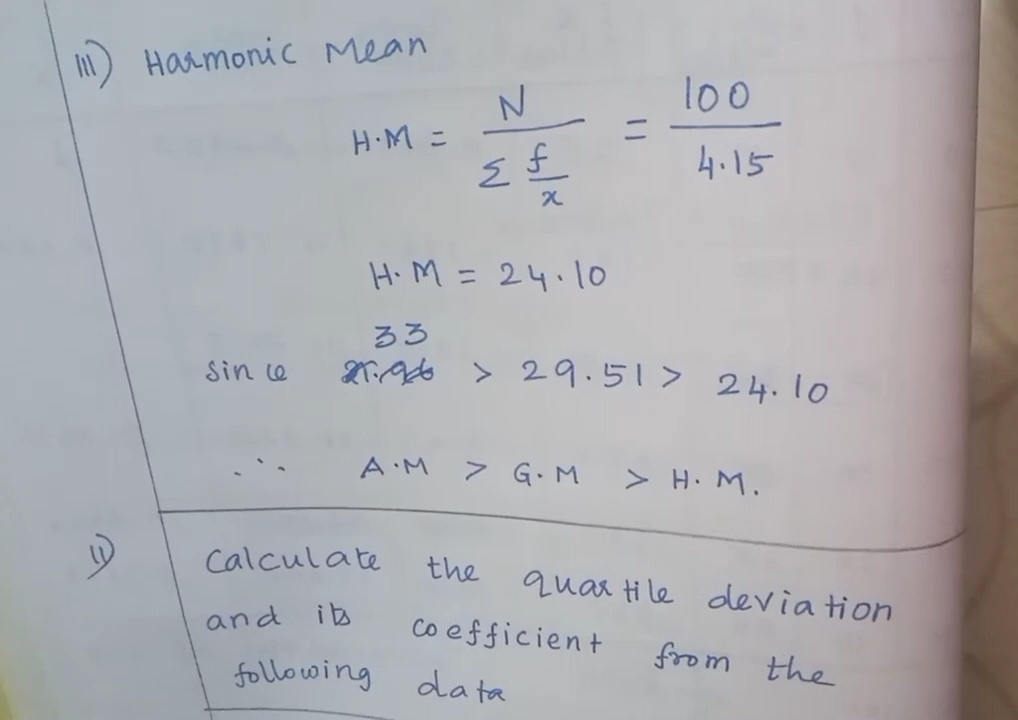 III) Harmonic Mean
H.M = N / Σ f/x = 100 / 4.15
H.M = 24.10
33
since > 29.51 > 24.10
∴ A.M > G.M > H.M.
11) Calculate the quartile deviation
and its coefficient from the
following data